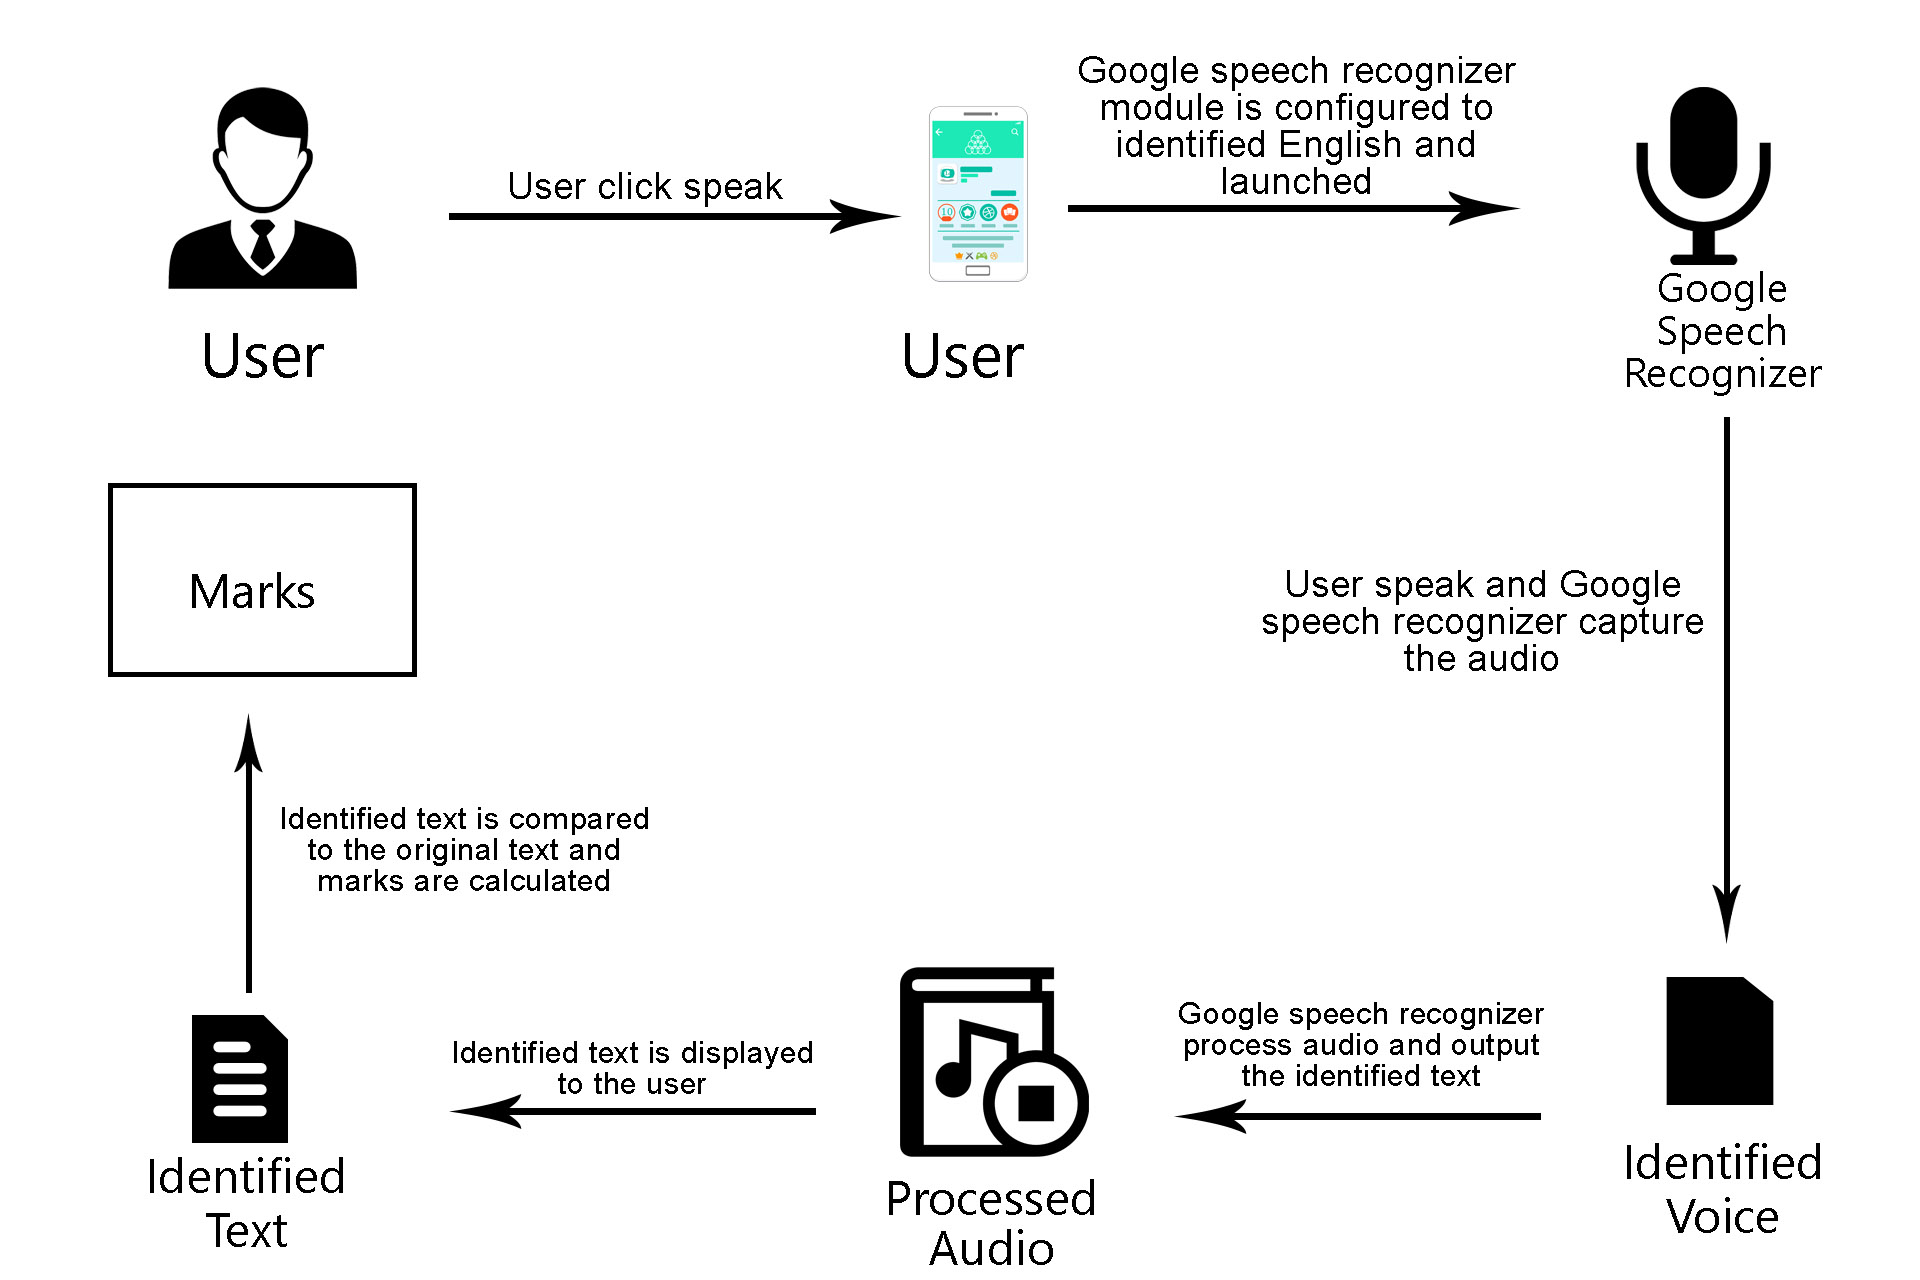 User click speak
Google speech recognizer
module is configured to
identified English and
launched
User
User
Google
Speech
Recognizer
10
Marks
User speak and Google
speech recognizer capture
the audio
Identified text is compared
to the original text and
marks are calculated
Google speech recognizer
process audio and output
the identified text
Identified text is displayed
to the user
Identified
Text
Processed
Audio
Identified
Voice